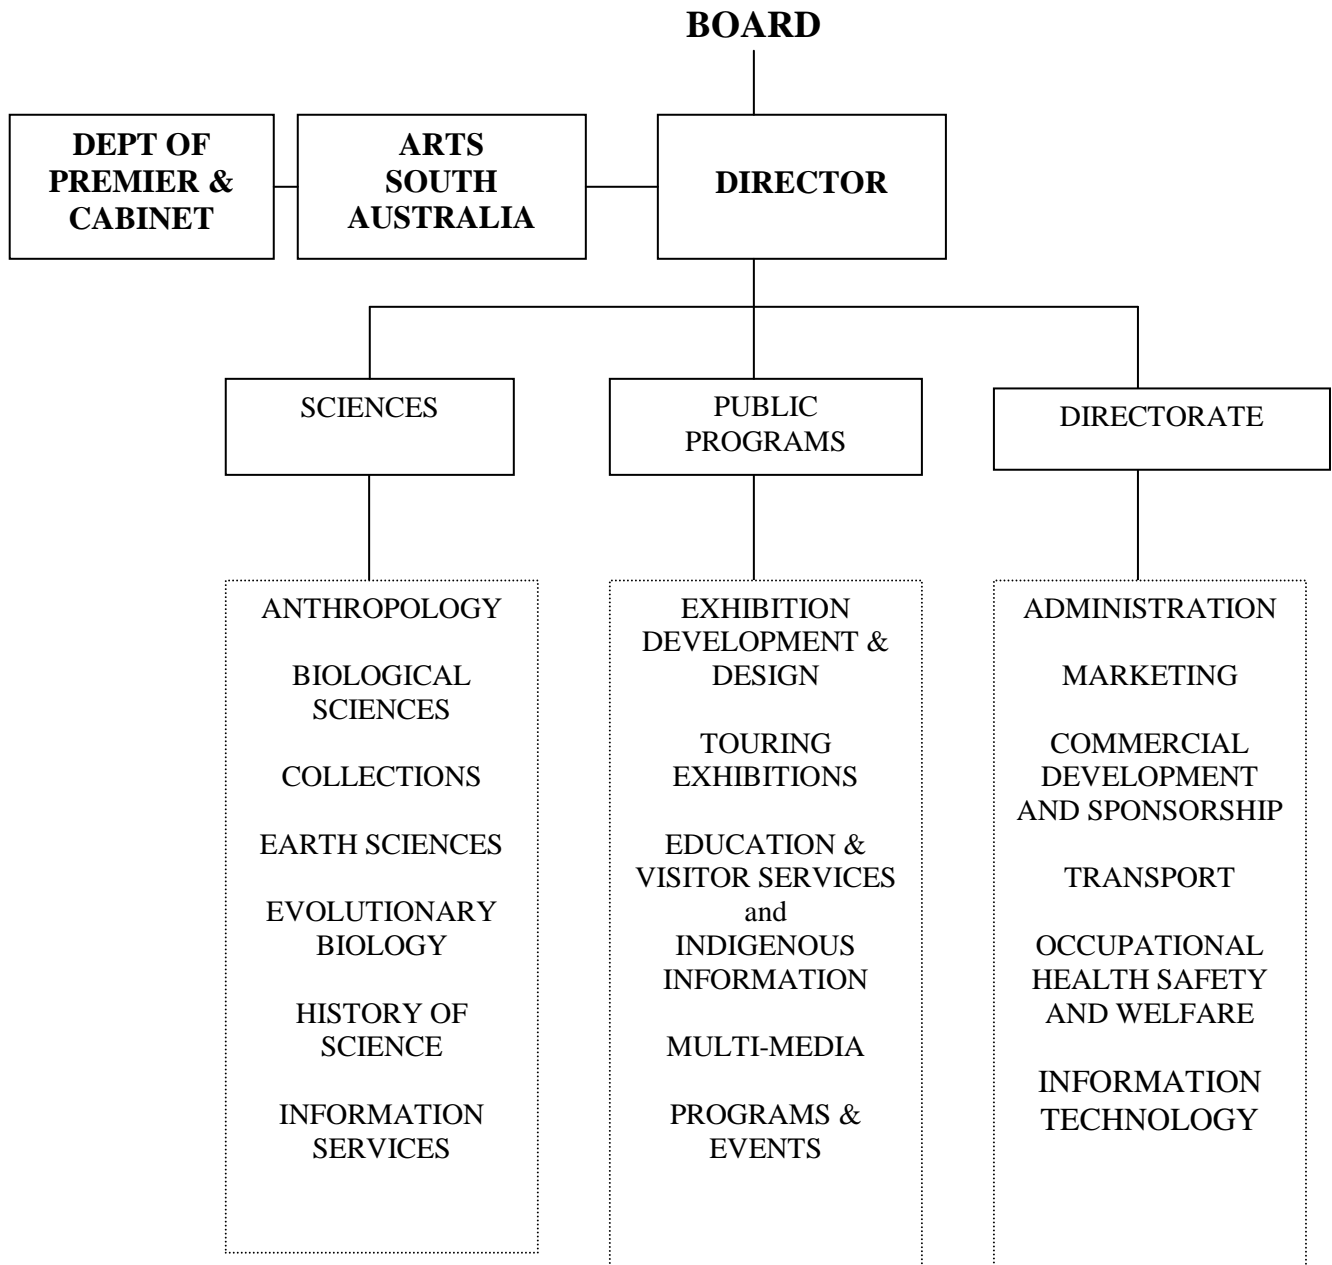 BOARD
DEPT OF
PREMIER &
CABINET
ARTS
SOUTH
AUSTRALIA
DIRECTOR
SCIENCES
PUBLIC
PROGRAMS
DIRECTORATE
ANTHROPOLOGY
BIOLOGICAL
SCIENCES
COLLECTIONS
EARTH SCIENCES
EVOLUTIONARY
BIOLOGY
HISTORY OF
SCIENCE
INFORMATION
SERVICES
EXHIBITION
DEVELOPMENT &
DESIGN
TOURING
EXHIBITIONS
EDUCATION &
VISITOR SERVICES
and
INDIGENOUS
INFORMATION
MULTI-MEDIA
PROGRAMS &
EVENTS
ADMINISTRATION
MARKETING
COMMERCIAL
DEVELOPMENT
AND SPONSORSHIP
TRANSPORT
OCCUPATIONAL
HEALTH SAFETY
AND WELFARE
INFORMATION
TECHNOLOGY